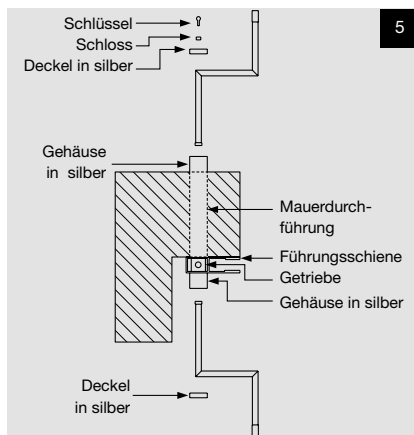 5
Schlüssel
Schloss
Deckel in silber
Gehäuse
in silber
Mauerdurch-
führung
Führungsschiene
Getriebe
Gehäuse in silber
Deckel
in silber